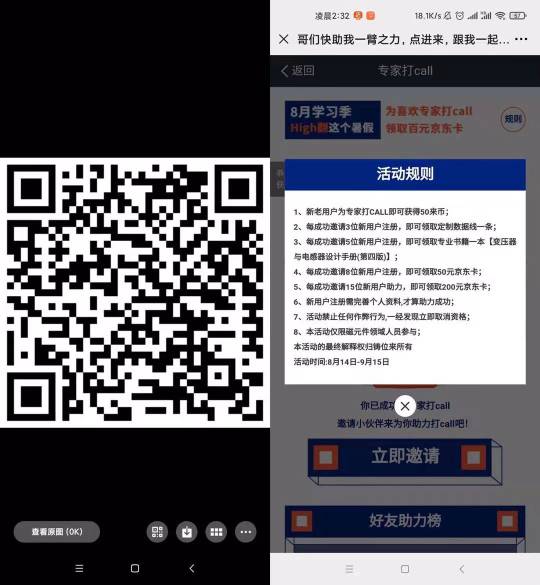 查看原图 (0K)
凌晨2:32
18.1K/s
67
哥们快助我一臂之力，点进来，跟我一起...
返回
专家打call
8月学习季
High翻这个暑假
为喜欢专家打call
领取百元京东卡
规则
活动规则
1、新老用户为专家打CALL即可获得50来币；
2、每成功邀请3位新用户注册，即可领取定制数据线一条；
3、每成功邀请5位新用户注册，即可领取专业书籍一本【变压器
与电感器设计手册(第四版)】；
4、每成功邀请8位新用户注册，即可领取50元京东卡；
5、每成功邀请15位新用户助力，即可领取200元京东卡；
6、新用户注册需完善个人资料,才算助力成功；
7、活动禁止任何作弊行为,一经发现立即取消资格；
8、本活动仅限磁元件领域人员参与；
本活动的最终解释权归铸位来所有
活动时间:8月14日-9月15日
你已成功 家打call
邀请小伙伴来为你助力打call吧！
立即邀请
好友助力榜